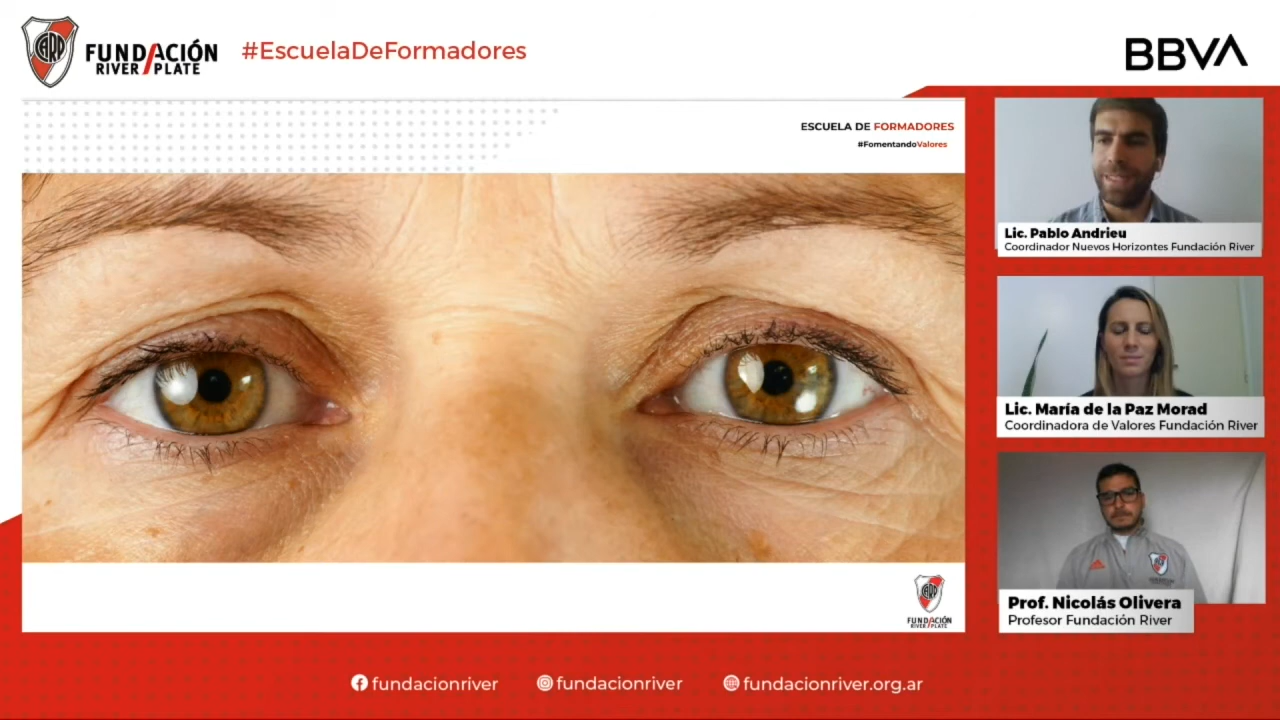 CARP
FUNDACIÓN
RIVER PLATE
#EscuelaDeFormadores
BBVA
ESCUELA DE FORMADORES
#FomentandoValores
Lic. Pablo Andrieu
Coordinador Nuevos Horizontes Fundación River
Lic. María de la Paz Morad
Coordinadora de Valores Fundación River
Prof. Nicolás Olivera
Profesor Fundación River
CARP
FUNDACIÓN
RIVER PLATE
fundacionriver
fundacionriver
fundacionriver.org.ar